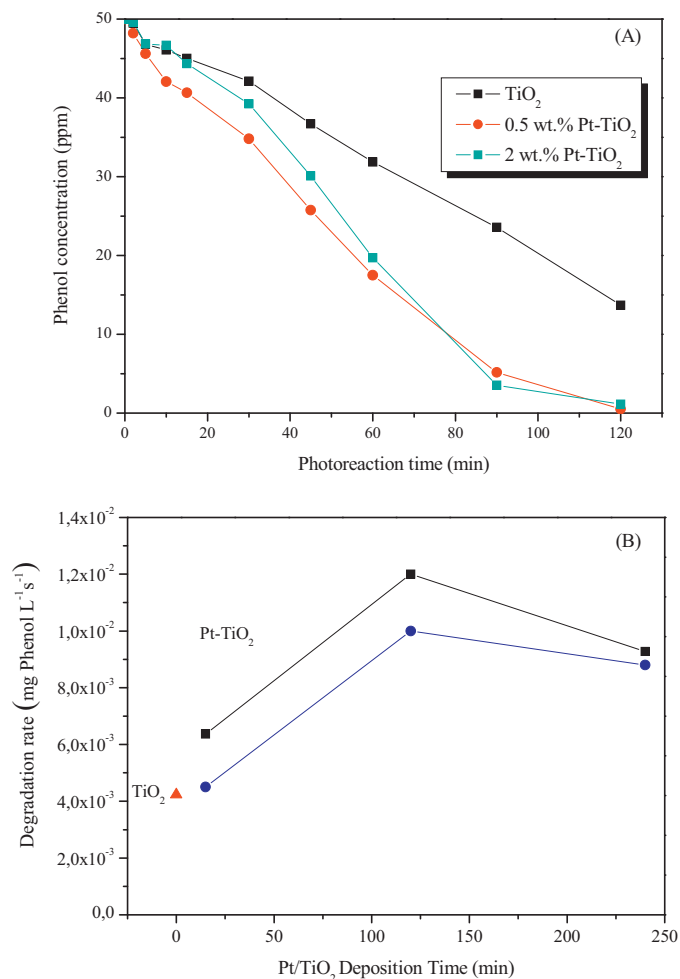 50
40
30
20
10
0
0
20
40
60
80
100
120
Phenol concentration (ppm)
Photoreaction time (min)
(A)
TiO₂
0.5 wt.% Pt-TiO₂
2 wt.% Pt-TiO₂
1,4x10⁻²
1,2x10⁻²
1,0x10⁻²
8,0x10⁻³
6,0x10⁻³
4,0x10⁻³
2,0x10⁻³
0,0
0
50
100
150
200
250
Degradation rate (mg Phenol L⁻¹s⁻¹)
Pt/TiO₂ Deposition Time (min)
(B)
Pt-TiO₂
TiO₂